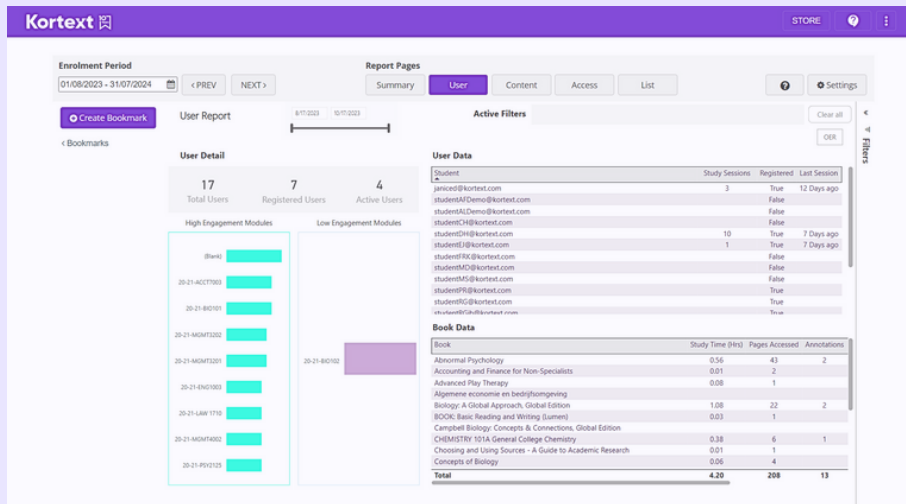 Kortext
STORE
Enrolment Period
Report Pages
01/08/2023 - 31/07/2024
< PREV
NEXT >
Summary
User
Content
Access
List
Settings
Create Bookmark
< Bookmarks
User Report
8/17/2023
10/17/2023
Active Filters
Clear all
OER
Filters
User Detail
17
7
4
Total Users
Registered Users
Active Users
High Engagement Modules
Low Engagement Modules
(Blank)
20-21-ACCT7003
20-21-BIO101
20-21-MGMT3202
20-21-MGMT3201
20-21-ENG1003
20-21-LAW 1710
20-21-MGMT4002
20-21-PSY2125
20-21-BIO102
User Data
Student Study Sessions Registered Last Session
janiced@kortext.com 3 True 12 Days ago
studentAFDemo@kortext.com False
studentALDemo@kortext.com False
studentCH@kortext.com False
studentDH@kortext.com 10 True 7 Days ago
studentEJ@kortext.com 1 True 7 Days ago
studentFRK@kortext.com False
studentMD@kortext.com False
studentMS@kortext.com False
studentPR@kortext.com True
studentRG@kortext.com True
True
Book Data
Book Study Time (Hrs) Pages Accessed Annotations
Abnormal Psychology 0.56 43 2
Accounting and Finance for Non-Specialists 0.01 2
Advanced Play Therapy 0.08 1
Algemene economie en bedrijfsomgeving
Biology: A Global Approach, Global Edition 1.08 22 2
BOOK: Basic Reading and Writing (Lumen) 0.03 1
Campbell Biology: Concepts & Connections, Global Edition
CHEMISTRY 101A General College Chemistry 0.38 6 1
Choosing and Using Sources - A Guide to Academic Research 0.01 1
Concepts of Biology 0.06 4
Total 4.20 208 13